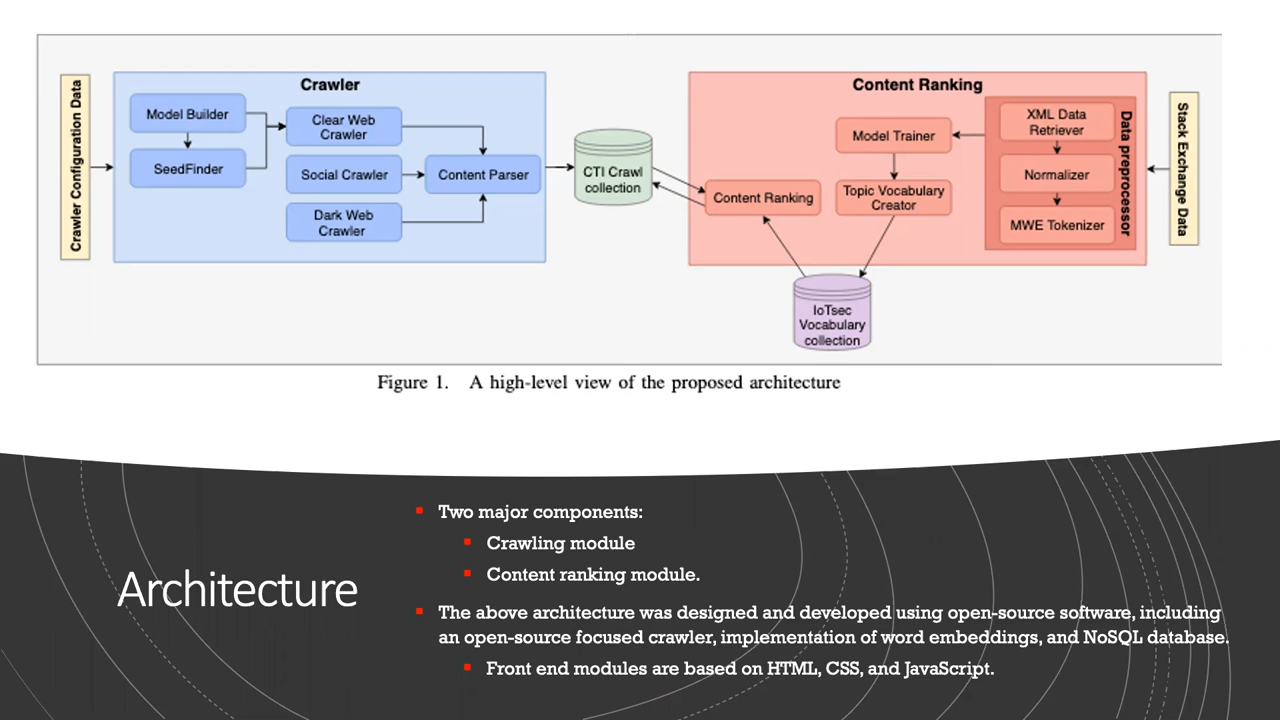 Crawler Configuration Data
Crawler
Model Builder
SeedFinder
Clear Web
Crawler
Social Crawler
Dark Web
Crawler
Content Parser
CTI Crawl
collection
Content Ranking
Content Ranking
Model Trainer
Topic Vocabulary
Creator
XML Data
Retriever
Normalizer
MWE Tokenizer
Data preprocessor
Stack Exchange Data
IoTsec
Vocabulary
collection
Figure 1. A high-level view of the proposed architecture
Architecture
Two major components:
Crawling module
Content ranking module.
The above architecture was designed and developed using open-source software, including
an open-source focused crawler, implementation of word embeddings, and NoSQL database.
Front end modules are based on HTML, CSS, and JavaScript.